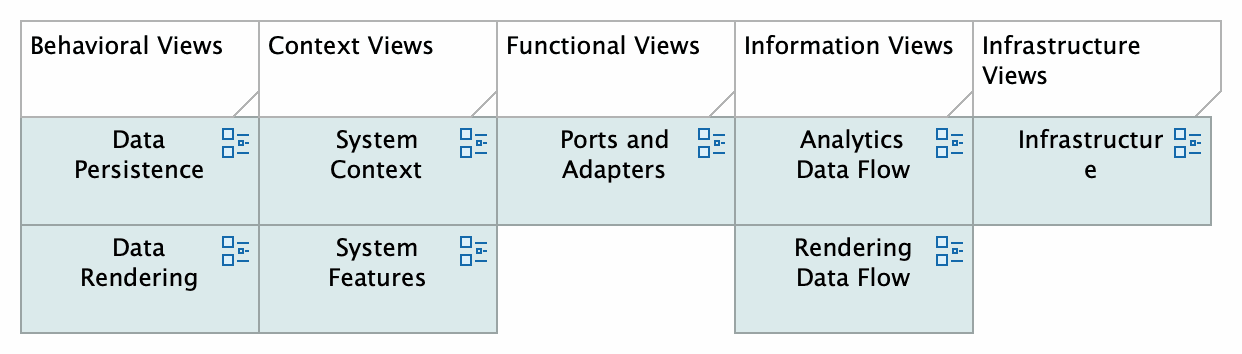 Behavioral Views
Context Views
Functional Views
Information Views
Infrastructure
Views
Data
Persistence
System
Context
Ports and
Adapters
Analytics
Data Flow
Infrastructur
e
Data
Rendering
System
Features
Rendering
Data Flow